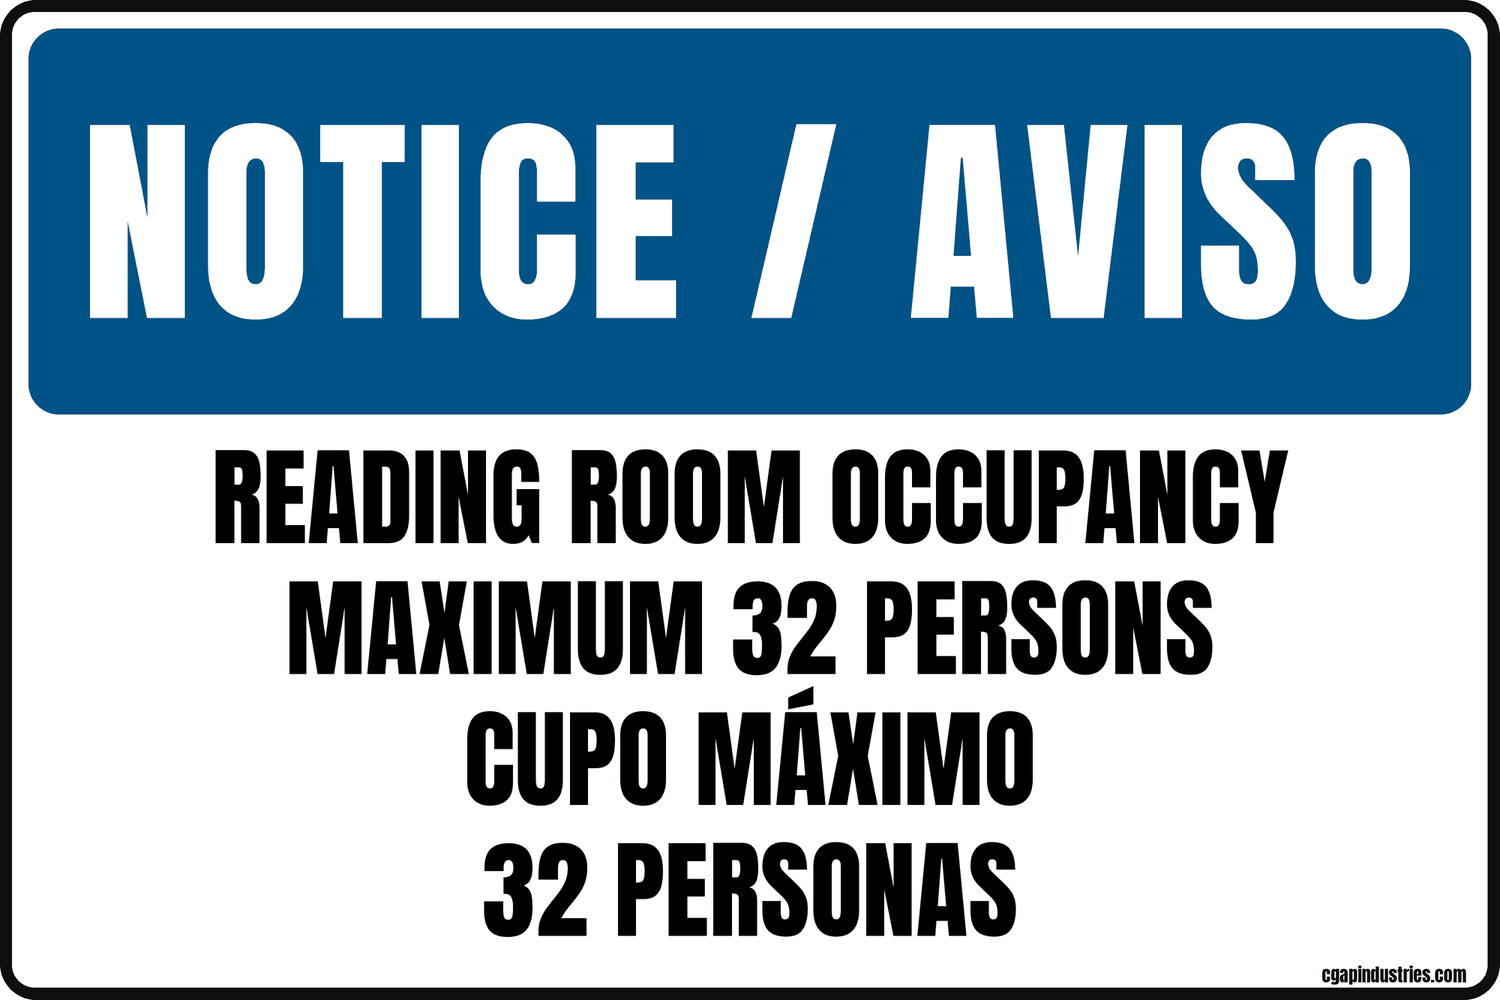 NOTICE / AVISO
READING ROOM OCCUPANCY
MAXIMUM 32 PERSONS
CUPO MÁXIMO
32 PERSONAS
cgapindustries.com